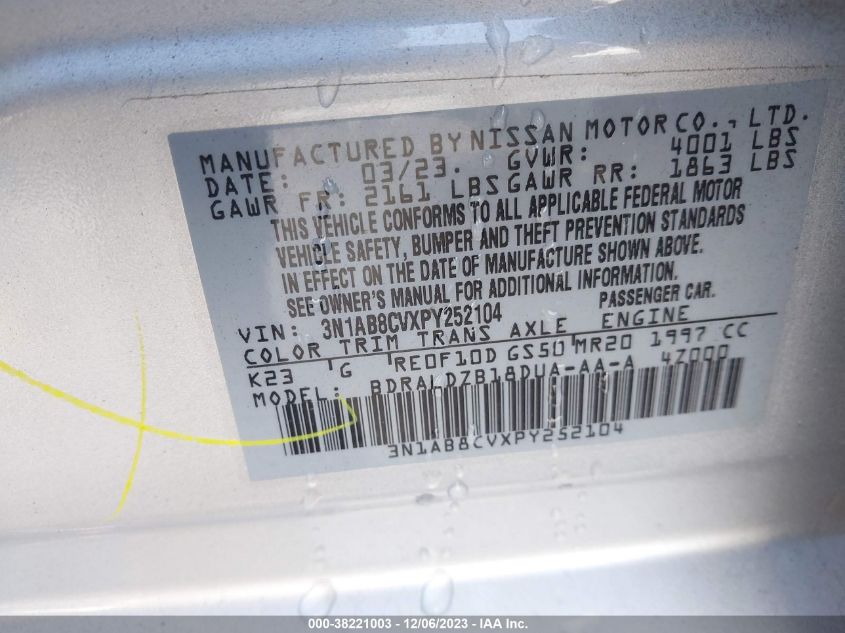 MANUFACTURED BY NISSAN MOTOR CO., LTD.
DATE: 03/23. GVWR: 4001 LBS
GAWR FR: 2161 LBS GAWR RR: 1863 LBS
THIS VEHICLE CONFORMS TO ALL APPLICABLE FEDERAL MOTOR
VEHICLE SAFETY, BUMPER AND THEFT PREVENTION STANDARDS
IN EFFECT ON THE DATE OF MANUFACTURE SHOWN ABOVE.
SEE OWNER'S MANUAL FOR ADDITIONAL INFORMATION.
VIN: 3N1AB8CVXPY252104 PASSENGER CAR.
COLOR TRIM TRANS AXLE ENGINE
K23 G RE0F10D GS50 MR20 1997 CC
MODEL: BDRALDZB18DUA-AA-A 4Z000
3N1AB8CVXPY252104
000-38221003 - 12/06/2023 - IAA Inc.